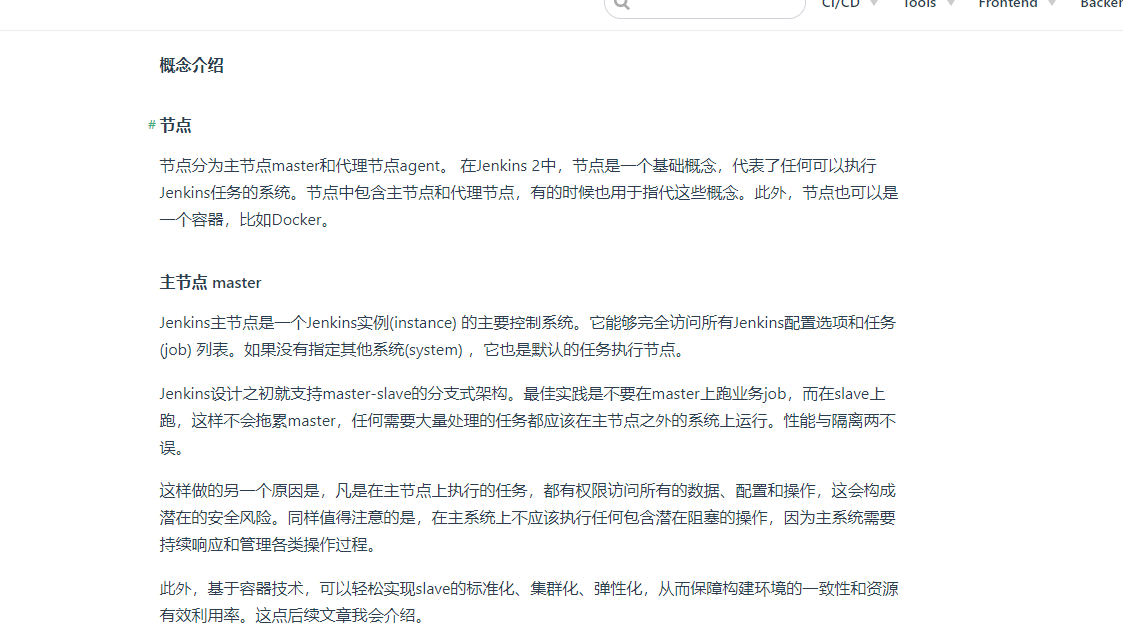 CI/CD
Tools
Frontend
概念介绍
# 节点
节点分为主节点master和代理节点agent。 在Jenkins 2中，节点是一个基础概念，代表了任何可以执行
Jenkins任务的系统。节点中包含主节点和代理节点，有的时候也用于指代这些概念。此外，节点也可以是
一个容器，比如Docker。
主节点 master
Jenkins主节点是一个Jenkins实例(instance) 的主要控制系统。它能够完全访问所有Jenkins配置选项和任务
(job) 列表。如果没有指定其他系统(system) ，它也是默认的任务执行节点。
Jenkins设计之初就支持master-slave的分支式架构。最佳实践是不要在master上跑业务job，而在slave上
跑，这样不会拖累master，任何需要大量处理的任务都应该在主节点之外的系统上运行。性能与隔离两不
误。
这样做的另一个原因是，凡是在主节点上执行的任务，都有权限访问所有的数据、配置和操作，这会构成
潜在的安全风险。同样值得注意的是，在主系统上不应该执行任何包含潜在阻塞的操作，因为主系统需要
持续响应和管理各类操作过程。
此外，基于容器技术，可以轻松实现slave的标准化、集群化、弹性化，从而保障构建环境的一致性和资源
有效利用率。这点后续文章我会介绍。